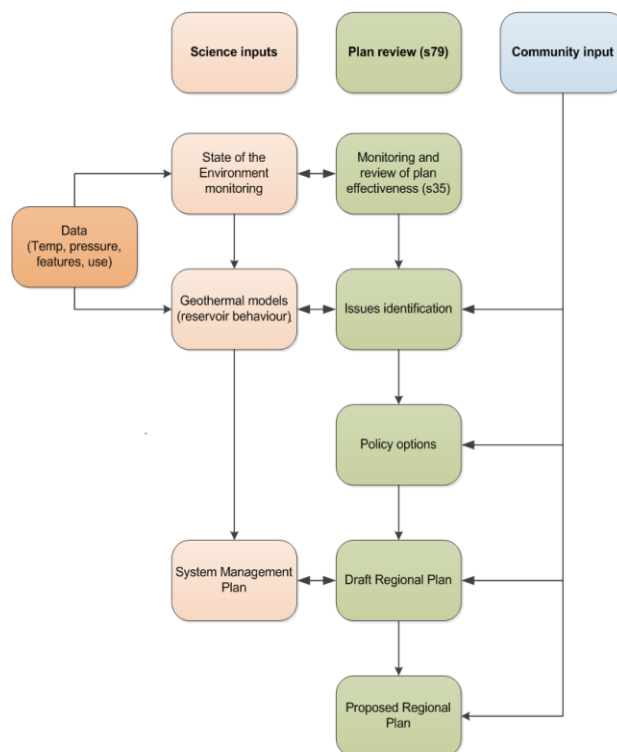 Science inputs
Plan review (s79)
Community input
State of the
Environment
monitoring
Monitoring and
review of plan
effectiveness (s35)
Data
(Temp, pressure,
features, use)
Geothermal models
(reservoir behaviour).
Issues identification
Policy options
System Management
Plan
Draft Regional Plan
Proposed Regional
Plan